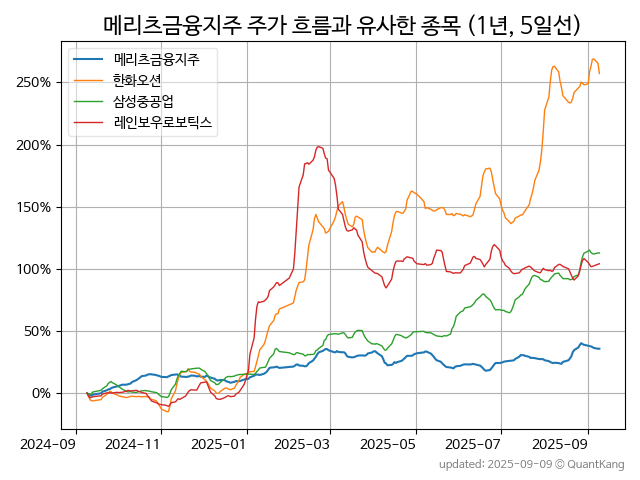 메리츠금융지주 주가 흐름과 유사한 종목 (1년, 5일선)
메리츠금융지주
한화오션
삼성중공업
레인보우로보틱스
250%
200%
150%
100%
50%
0%
2024-09 2024-11 2025-01 2025-03 2025-05 2025-07 2025-09
updated: 2025-09-09 © QuantKang